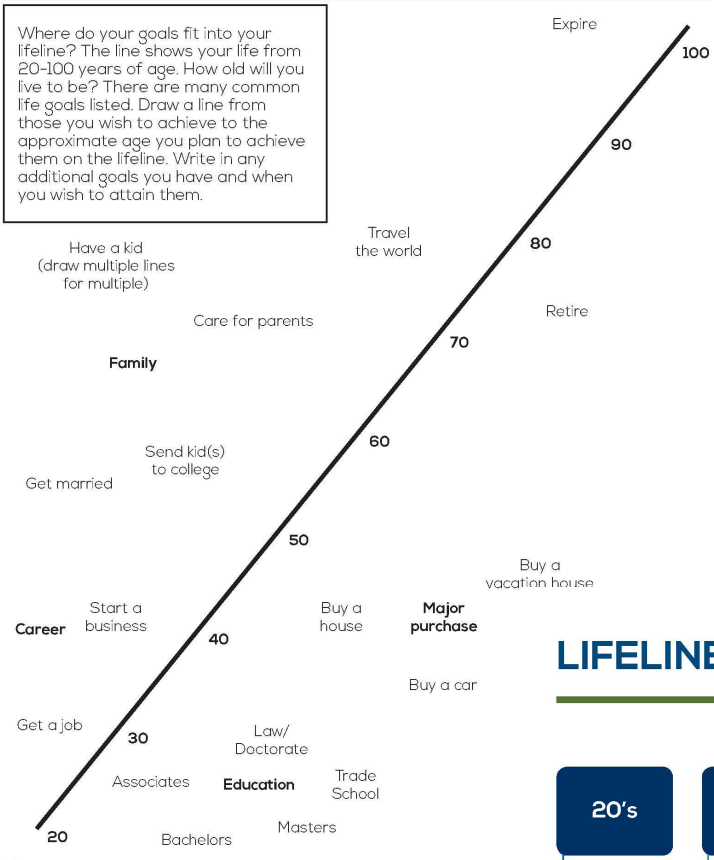 Where do your goals fit into your
lifeline? The line shows your life from
20-100 years of age. How old will you
live to be? There are many common
life goals listed. Draw a line from
those you wish to achieve to the
approximate age you plan to achieve
them on the lifeline. Write in any
additional goals you have and when
you wish to attain them.
Expire
100
90
Travel
the world
80
Have a kid
(draw multiple lines
for multiple)
Care for parents
Retire
70
Family
60
Send kid(s)
to college
Get married
50
Buy a
vacation house
Start a
business
Career
Buy a
house
Major
purchase
40
LIFELINE
Buy a car
Get a job
30
Law/
Doctorate
Associates
Education
Trade
School
20's
20
Bachelors
Masters